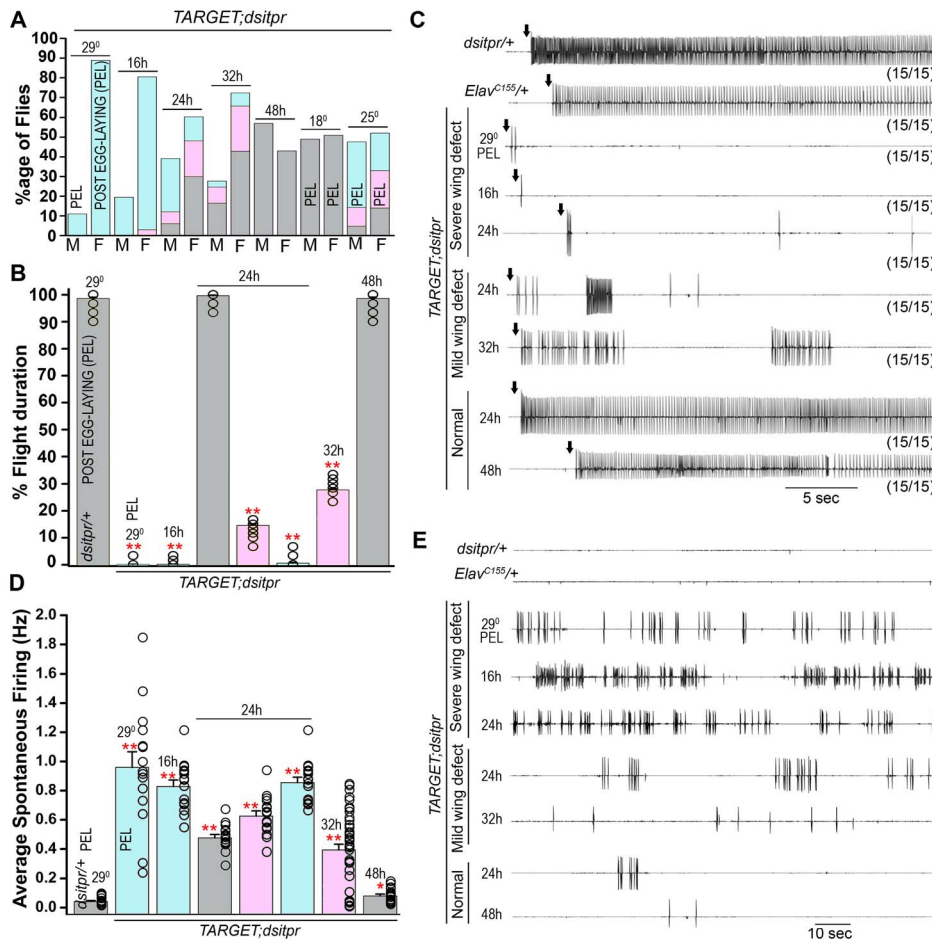 A
TARGET;dsitpr
29⁰
16h
24h
32h
48h
18⁰
25⁰
100
90
80
70
60
50
40
30
20
10
0
%age of Flies
PEL
POST EGG-LAYING (PEL)
PEL
PEL
PEL
PEL
M F M F M F M F M F M F M F
B
29⁰
24h
48h
100
90
80
70
60
50
40
30
20
10
0
% Flight duration
dsitpr/+
POST EGG-LAYING (PEL)
PEL
29⁰
**
16h
**
**
**
32h
**
TARGET;dsitpr
D
2.0
1.8
1.6
1.4
1.2
1.0
0.8
0.6
0.4
0.2
0.0
Average Spontaneous Firing (Hz)
dsitpr/+ PEL
29⁰
29⁰
**
PEL
16h
**
24h
**
**
**
32h
**
48h
*
TARGET;dsitpr
C
dsitpr/+
(15/15)
Elav^C155/+
(15/15)
TARGET;dsitpr
Severe wing defect
29⁰
PEL
(15/15)
16h
(15/15)
24h
(15/15)
Mild wing defect
24h
(15/15)
32h
(15/15)
Normal
24h
(15/15)
48h
(15/15)
5 sec
E
dsitpr/+
Elav^C155/+
TARGET;dsitpr
Severe wing defect
29⁰
PEL
16h
24h
Mild wing defect
24h
32h
Normal
24h
48h
10 sec